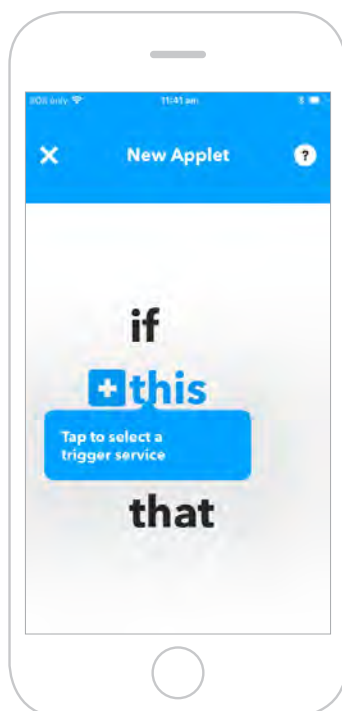 11:41 am
New Applet
?
if
+this
Tap to select a
trigger service
that